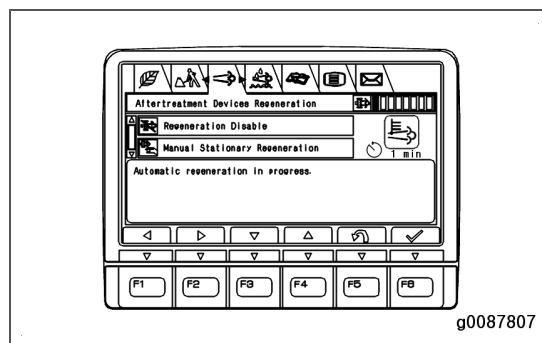 Aftertreatment Devices Regeneration
Regeneration Disable
Manual Stationary Regeneration
1 min
Automatic regeneration in progress.
F1 F2 F3 F4 F5 F6
g0087807